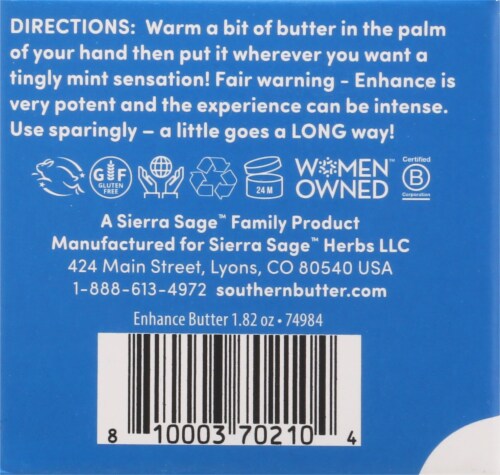 DIRECTIONS: Warm a bit of butter in the palm
of your hand then put it wherever you want a
tingly mint sensation! Fair warning - Enhance is
very potent and the experience can be intense.
Use sparingly – a little goes a LONG way!
GF
GLUTEN
FREE
24 M
WOMEN™
OWNED
Certified
B
Corporation
A Sierra Sage™ Family Product
Manufactured for Sierra Sage™ Herbs LLC
424 Main Street, Lyons, CO 80540 USA
1-888-613-4972 southernbutter.com
Enhance Butter 1.82 oz • 74984
8 10003 70210 4